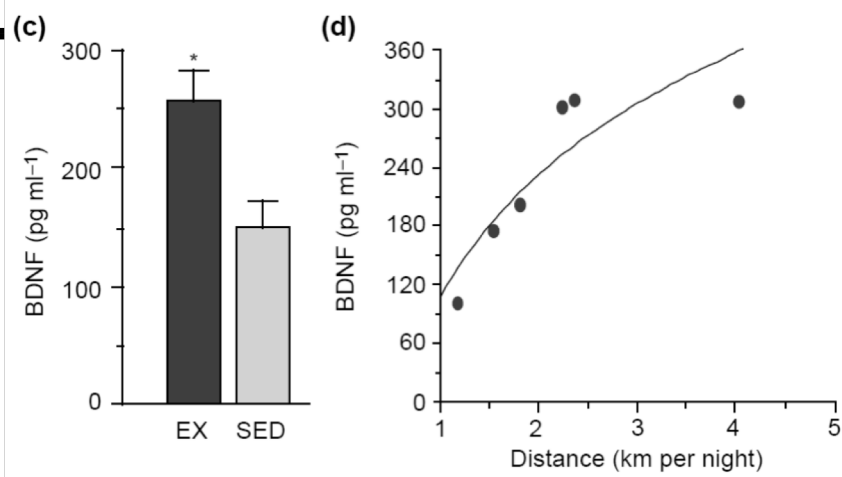 (c)
300
200
100
0
BDNF (pg ml⁻¹)
*
EX SED
(d)
360
300
240
180
120
60
0
BDNF (pg ml⁻¹)
1 2 3 4 5
Distance (km per night)